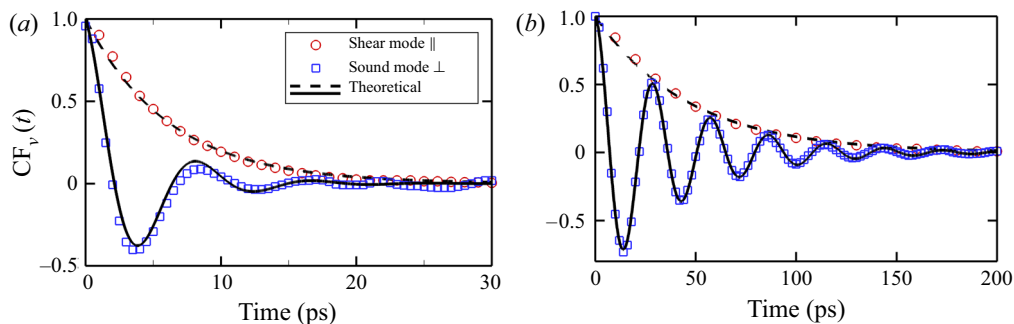 (a)
1.0
0.5
0
−0.5
CFv(t)
0
10
20
30
Time (ps)
Shear mode ∥
Sound mode ⊥
Theoretical
(b)
1.0
0.5
0
−0.5
0
50
100
150
200
Time (ps)